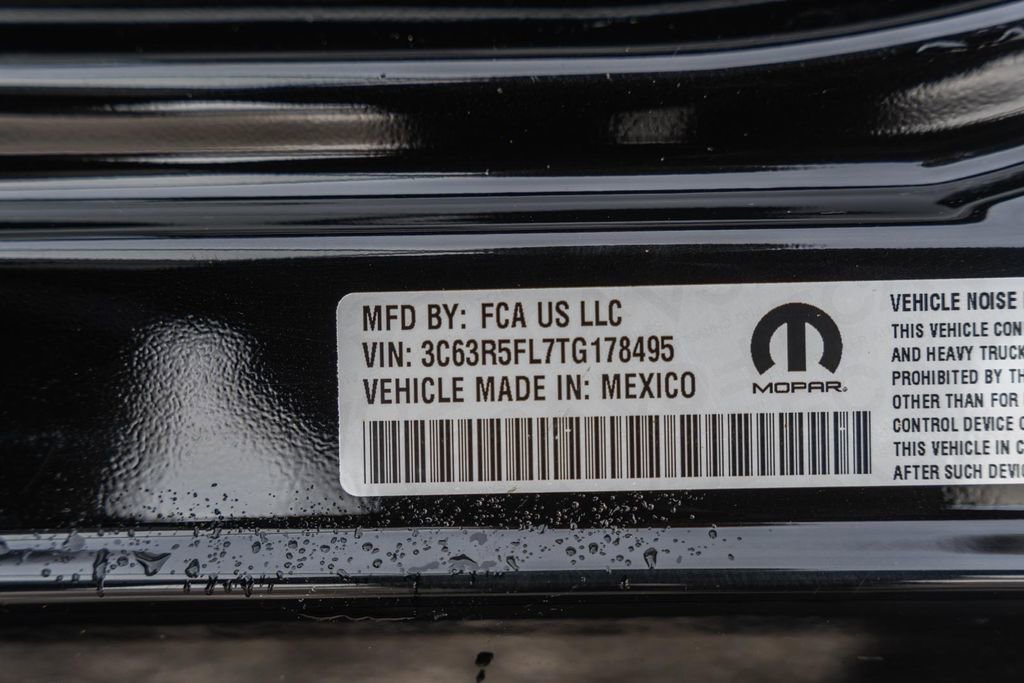 MFD BY: FCA US LLC
VIN: 3C63R5FL7TG178495
VEHICLE MADE IN: MEXICO
MOPAR
VEHICLE NOISE
THIS VEHICLE CON
AND HEAVY TRUCK
PROHIBITED BY TH
OTHER THAN FOR
CONTROL DEVICE
THIS VEHICLE IN C
AFTER SUCH DEVI